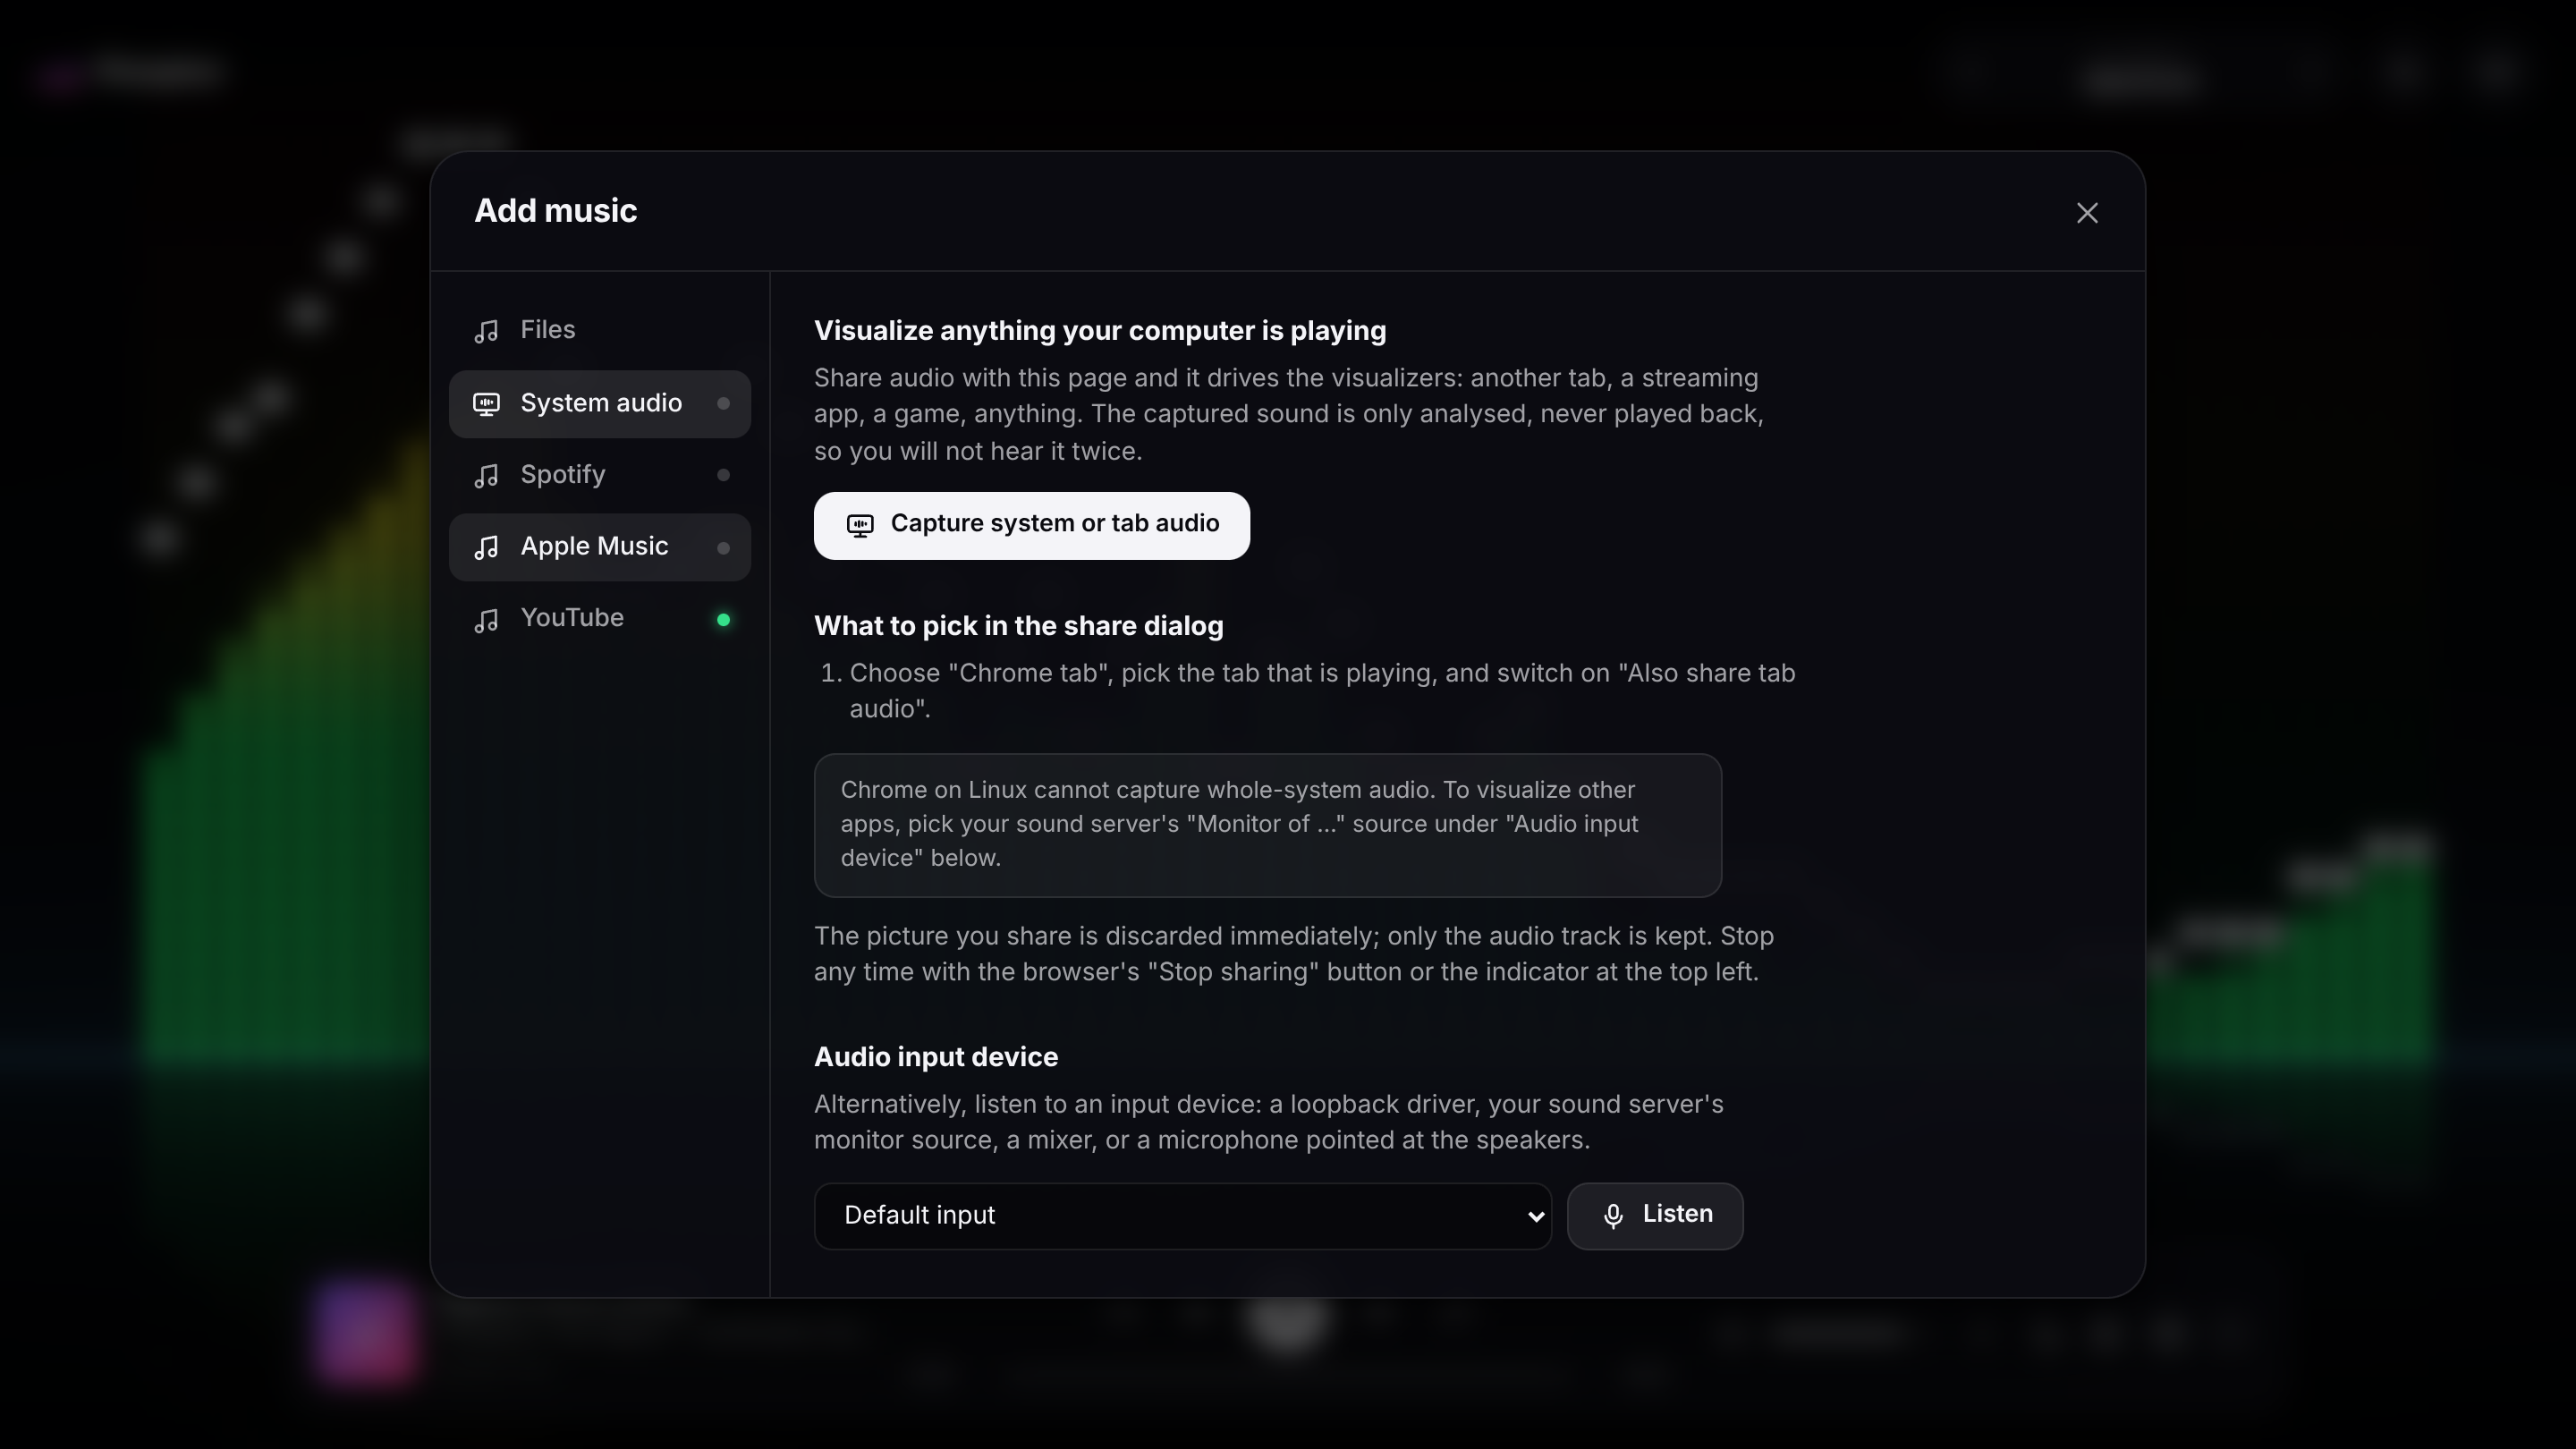 Add music
Files
System audio
Spotify
Apple Music
YouTube
Visualize anything your computer is playing
Share audio with this page and it drives the visualizers: another tab, a streaming
app, a game, anything. The captured sound is only analysed, never played back,
so you will not hear it twice.
Capture system or tab audio
What to pick in the share dialog
1. Choose "Chrome tab", pick the tab that is playing, and switch on "Also share tab
audio".
Chrome on Linux cannot capture whole-system audio. To visualize other
apps, pick your sound server's "Monitor of ..." source under "Audio input
device" below.
The picture you share is discarded immediately; only the audio track is kept. Stop
any time with the browser's "Stop sharing" button or the indicator at the top left.
Audio input device
Alternatively, listen to an input device: a loopback driver, your sound server's
monitor source, a mixer, or a microphone pointed at the speakers.
Default input
Listen